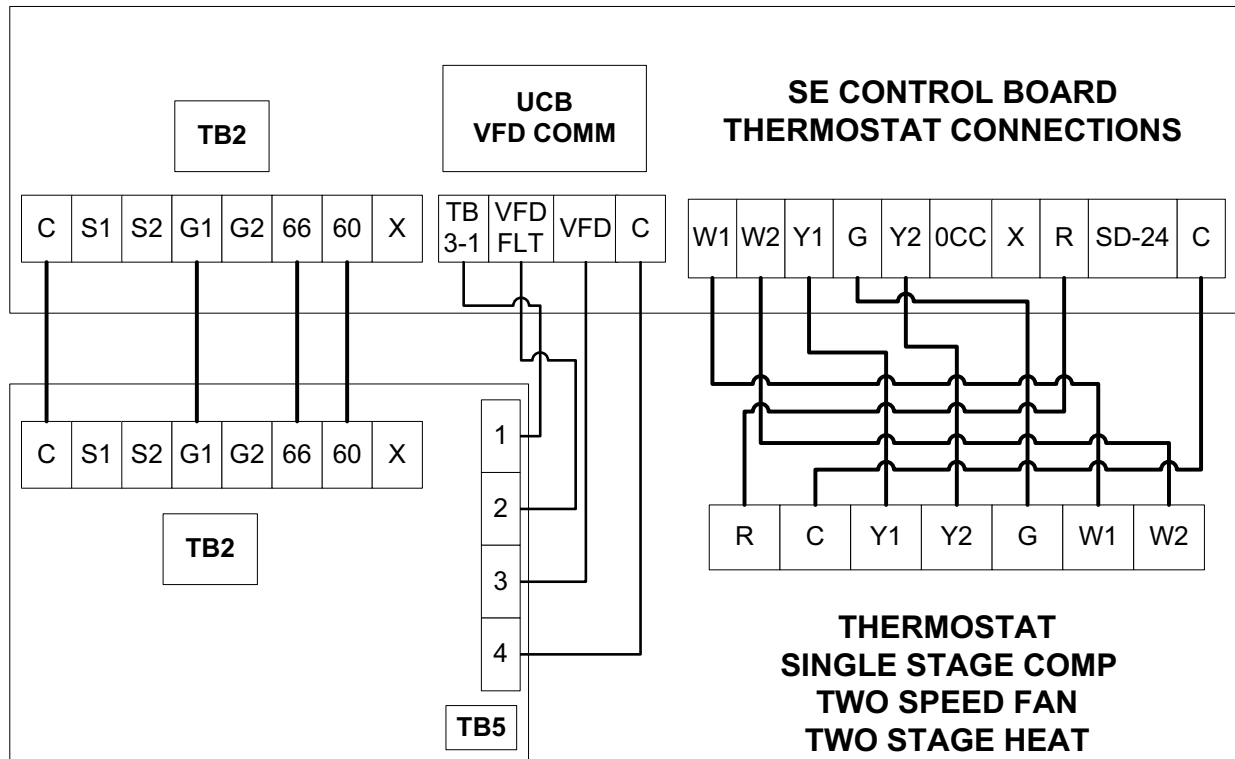 TB2
UCB
VFD COMM
SE CONTROL BOARD
THERMOSTAT CONNECTIONS
C S1 S2 G1 G2 66 60 X
TB
3-1
VFD
FLT
VFD
C
W1 W2 Y1 G Y2 0CC X R SD-24 C
C S1 S2 G1 G2 66 60 X
TB2
1
2
3
4
TB5
R C Y1 Y2 G W1 W2
THERMOSTAT
SINGLE STAGE COMP
TWO SPEED FAN
TWO STAGE HEAT